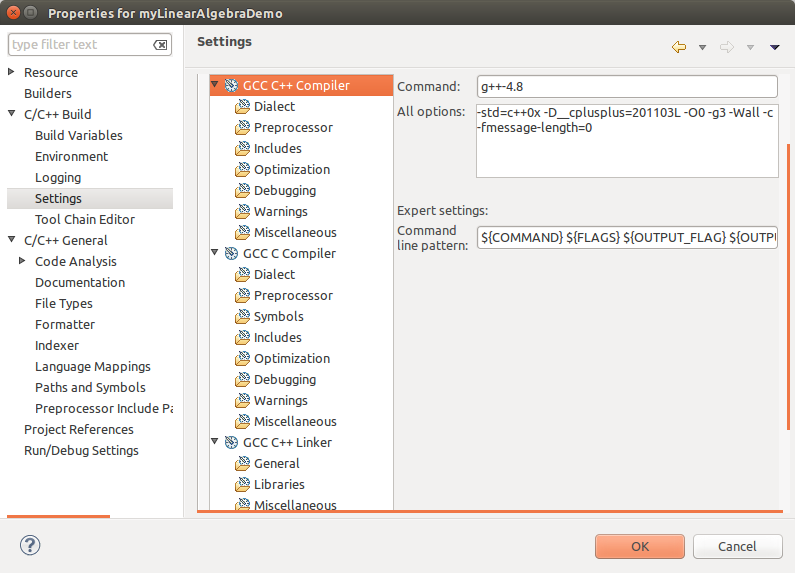 Properties for myLinearAlgebraDemo
type filter text
Resource
Builders
C/C++ Build
Build Variables
Environment
Logging
Settings
Tool Chain Editor
C/C++ General
Code Analysis
Documentation
File Types
Formatter
Indexer
Language Mappings
Paths and Symbols
Preprocessor Include Pa
Project References
Run/Debug Settings
Settings
GCC C++ Compiler
Dialect
Preprocessor
Includes
Optimization
Debugging
Warnings
Miscellaneous
GCC C Compiler
Dialect
Preprocessor
Symbols
Includes
Optimization
Debugging
Warnings
Miscellaneous
GCC C++ Linker
General
Libraries
Miscellaneous
Command: g++-4.8
All options: -std=c++0x -D__cplusplus=201103L -O0 -g3 -Wall -c
-fmessage-length=0
Expert settings:
Command
line pattern: ${COMMAND} ${FLAGS} ${OUTPUT_FLAG} ${OUTPU
OK
Cancel